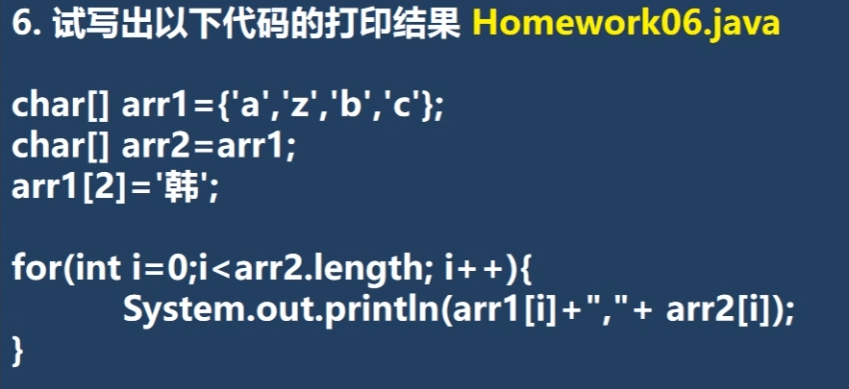 6. 试写出以下代码的打印结果 Homework06.java
char[] arr1={'a','z','b','c'};
char[] arr2=arr1;
arr1[2]='韩';
for(int i=0;i<arr2.length; i++){
System.out.println(arr1[i]+","+ arr2[i]);
}